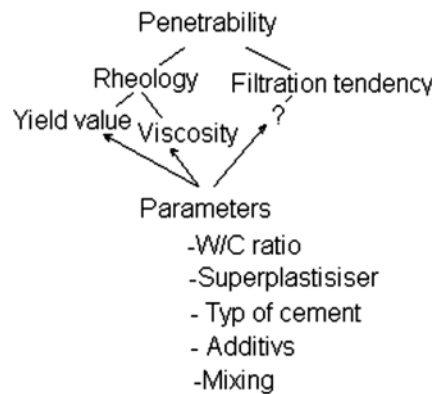 Penetrability
Rheology
Filtration tendency
Yield value
Viscosity
?
Parameters
-W/C ratio
-Superplastisiser
- Typ of cement
- Additivs
-Mixing